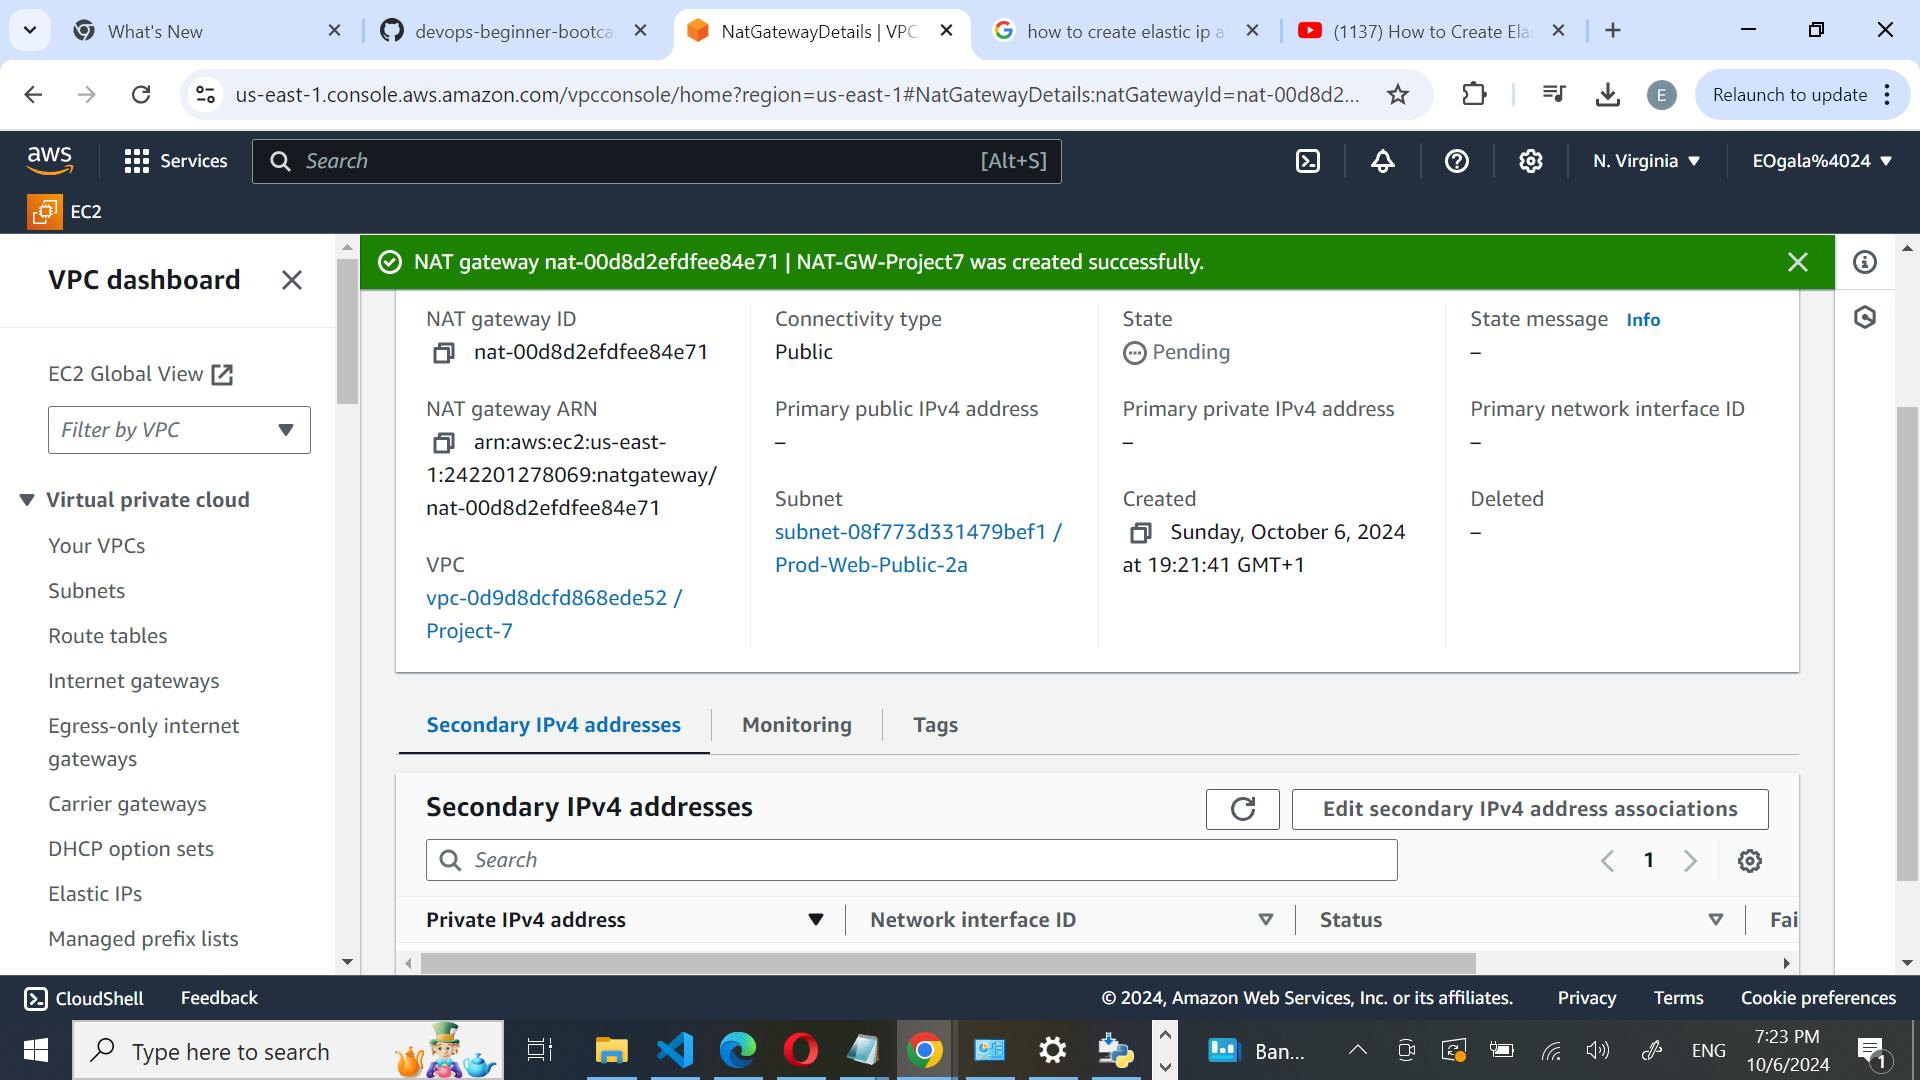 What's New
devops-beginner-bootca
NatGatewayDetails | VPC
how to create elastic ip a
(1137) How to Create Ela
us-east-1.console.aws.amazon.com/vpcconsole/home?region=us-east-1#NatGatewayDetails:natGatewayId=nat-00d8d2...
E
Relaunch to update
aws
Services
Search
[Alt+S]
N. Virginia
EOgala%4024
EC2
VPC dashboard
EC2 Global View
Filter by VPC
Virtual private cloud
Your VPCs
Subnets
Route tables
Internet gateways
Egress-only internet
gateways
Carrier gateways
DHCP option sets
Elastic IPs
Managed prefix lists
NAT gateway nat-00d8d2efdfee84e71 | NAT-GW-Project7 was created successfully.
NAT gateway ID
nat-00d8d2efdfee84e71
Connectivity type
Public
State
Pending
State message Info
–
NAT gateway ARN
arn:aws:ec2:us-east-
1:242201278069:natgateway/
nat-00d8d2efdfee84e71
Primary public IPv4 address
–
Primary private IPv4 address
–
Primary network interface ID
–
VPC
vpc-0d9d8dcfd868ede52 /
Project-7
Subnet
subnet-08f773d331479bef1 /
Prod-Web-Public-2a
Created
Sunday, October 6, 2024
at 19:21:41 GMT+1
Deleted
–
Secondary IPv4 addresses
Monitoring
Tags
Secondary IPv4 addresses
Edit secondary IPv4 address associations
Search
1
Private IPv4 address
Network interface ID
Status
Fai
CloudShell
Feedback
© 2024, Amazon Web Services, Inc. or its affiliates.
Privacy
Terms
Cookie preferences
Type here to search
Ban...
ENG
7:23 PM
10/6/2024
1